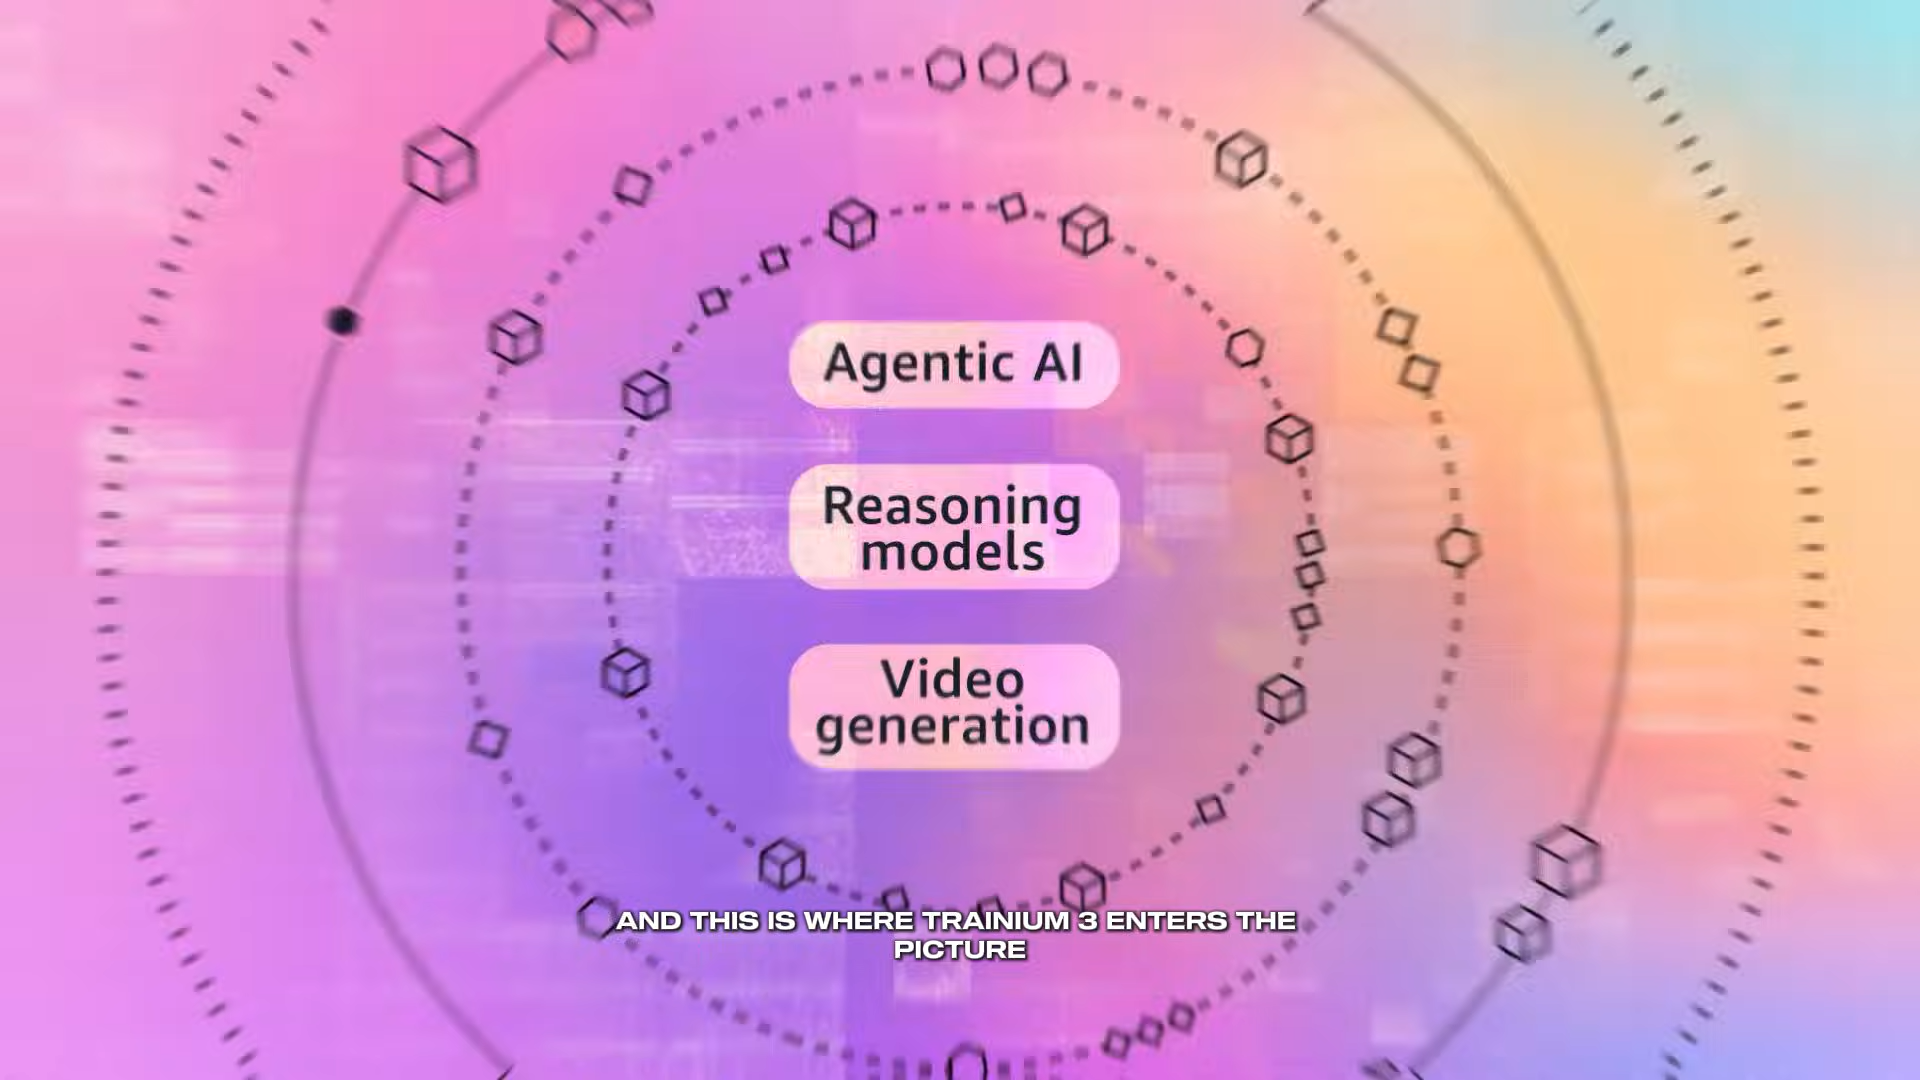 Agentic AI
Reasoning
models
Video
generation
AND THIS IS WHERE TRAINIUM 3 ENTERS THE
PICTURE